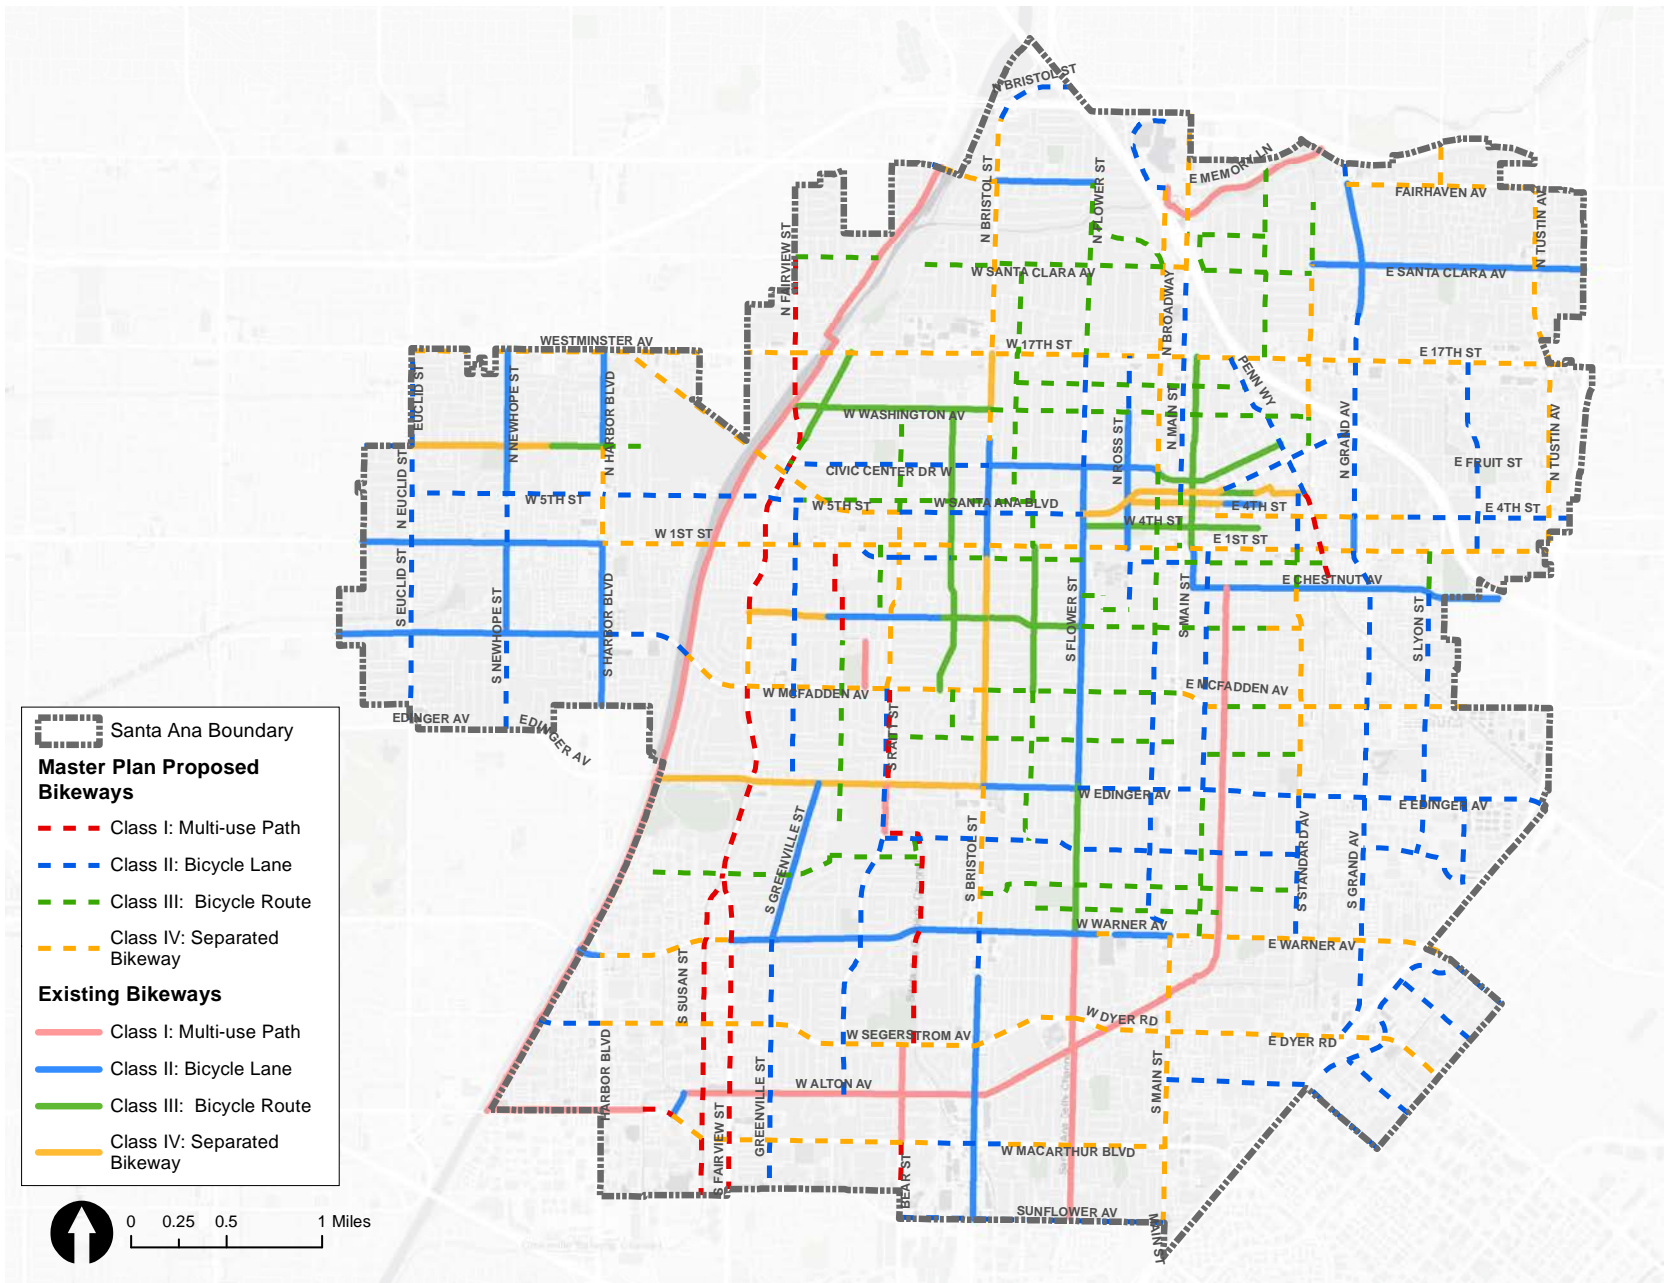 N BRISTOL ST
E MEMORY LN
FAIRHAVEN AV
N TUSTIN AV
N BRISTOL ST
N FLOWER ST
N FAIRVIEW ST
W SANTA CLARA AV
E SANTA CLARA AV
N BROADWAY
WESTMINSTER AV
W 17TH ST
E 17TH ST
PENN WY
N EUCLID ST
N NEWHOPE ST
N HARBOR BLVD
W WASHINGTON AV
N MAIN ST
N GRAND AV
N TUSTIN AV
N ROSS ST
N EUCLID ST
CIVIC CENTER DR W
E FRUIT ST
W 5TH ST
W 5TH ST
W SANTA ANA BLVD
E 4TH ST
E 4TH ST
W 4TH ST
W 1ST ST
E 1ST ST
S EUCLID ST
S NEWHOPE ST
S HARBOR BLVD
S FLOWER ST
S MAIN ST
E CHESTNUT AV
S LYON ST
W MCFADDEN AV
E MCFADDEN AV
EDINGER AV
EDINGER AV
S RAITT ST
W EDINGER AV
E EDINGER AV
S GREENVILLE ST
S BRISTOL ST
S STANDARD AV
S GRAND AV
W WARNER AV
E WARNER AV
S SUSAN ST
W DYER RD
W SEGERSTROM AV
E DYER RD
HARBOR BLVD
GREENVILLE ST
W ALTON AV
S MAIN ST
S FAIRVIEW ST
W MACARTHUR BLVD
BEAR ST
SUNFLOWER AV
MAIN ST
Santa Ana Boundary
Master Plan Proposed
Bikeways
Class I: Multi-use Path
Class II: Bicycle Lane
Class III: Bicycle Route
Class IV: Separated
Bikeway
Existing Bikeways
Class I: Multi-use Path
Class II: Bicycle Lane
Class III: Bicycle Route
Class IV: Separated
Bikeway
0 0.25 0.5 1 Miles